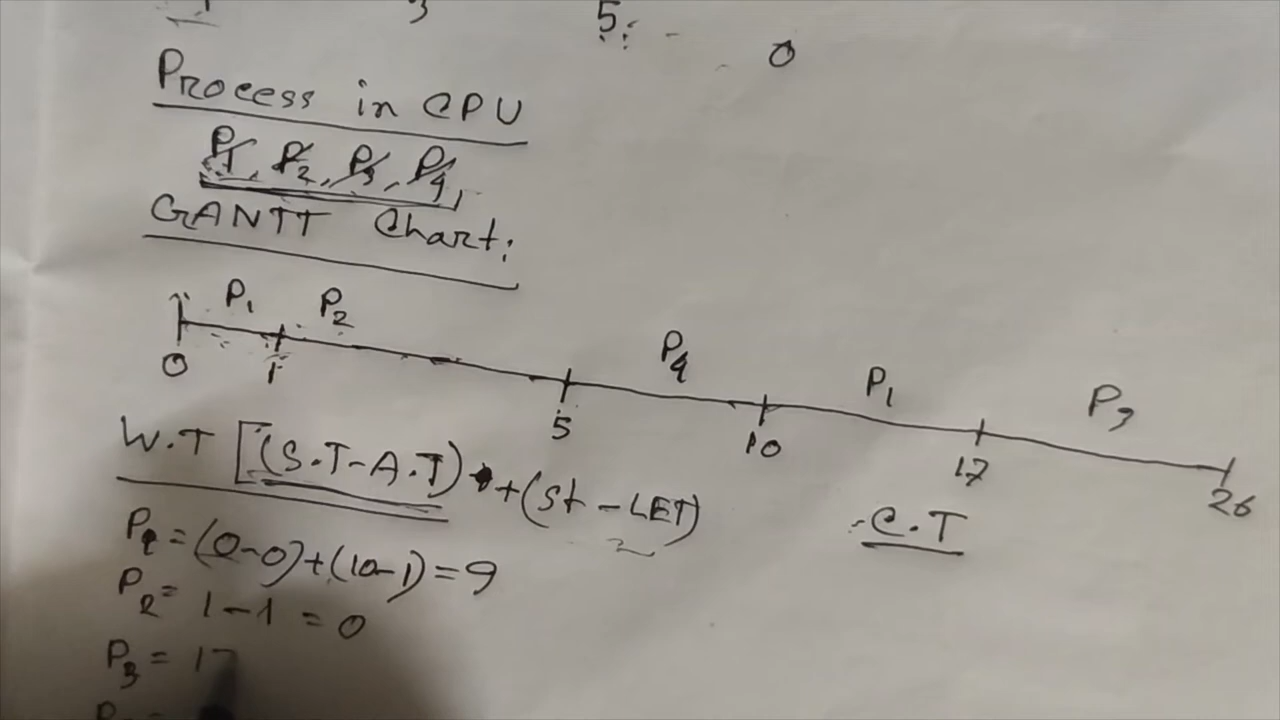 3 5 0
Process in CPU
P1, P2, P3, P4,
GANTT Chart:
P1 P2 P4 P1 P3
0 1 5 10 17 26
W.T [(S.T-A.T) + (St - LET)
C.T
P1 = (0-0)+(10-1) = 9
P2 = 1-1 = 0
P3 = 17